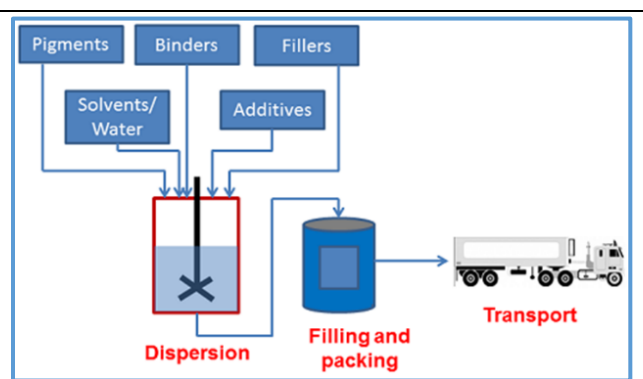 Pigments
Binders
Fillers
Solvents/
Water
Additives
Dispersion
Filling and
packing
Transport